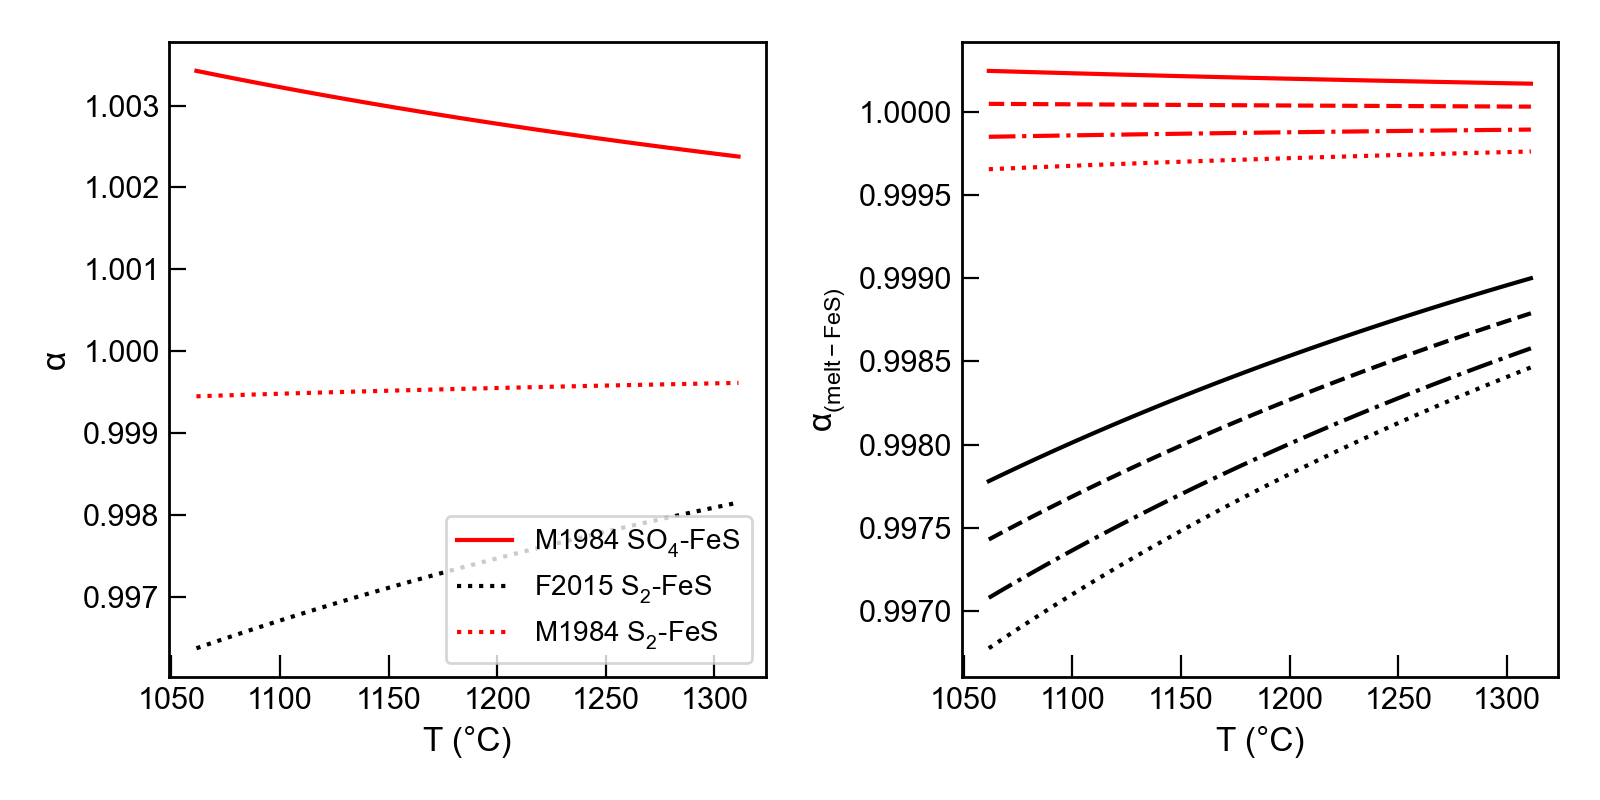 1.003
1.002
1.001
1.000
0.999
0.998
0.997
α
M1984 SO4-FeS
F2015 S2-FeS
M1984 S2-FeS
1050 1100 1150 1200 1250 1300
T (°C)
1.0000
0.9995
0.9990
0.9985
0.9980
0.9975
0.9970
α(melt − FeS)
1050 1100 1150 1200 1250 1300
T (°C)